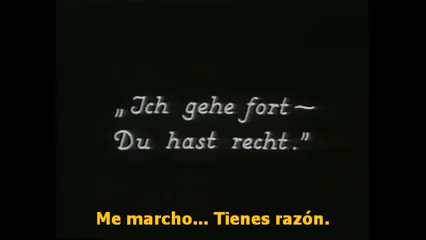 „Ich gehe fort—
Du hast recht.”
Me marcho... Tienes razón.